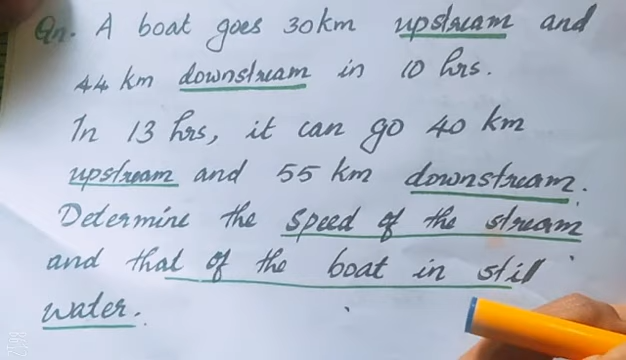 Qn. A boat goes 30km upstream and
44 km downstream in 10 hrs.
In 13 hrs, it can go 40 km
upstream and 55 km downstream.
Determine the speed of the stream
and that of the boat in still
water.